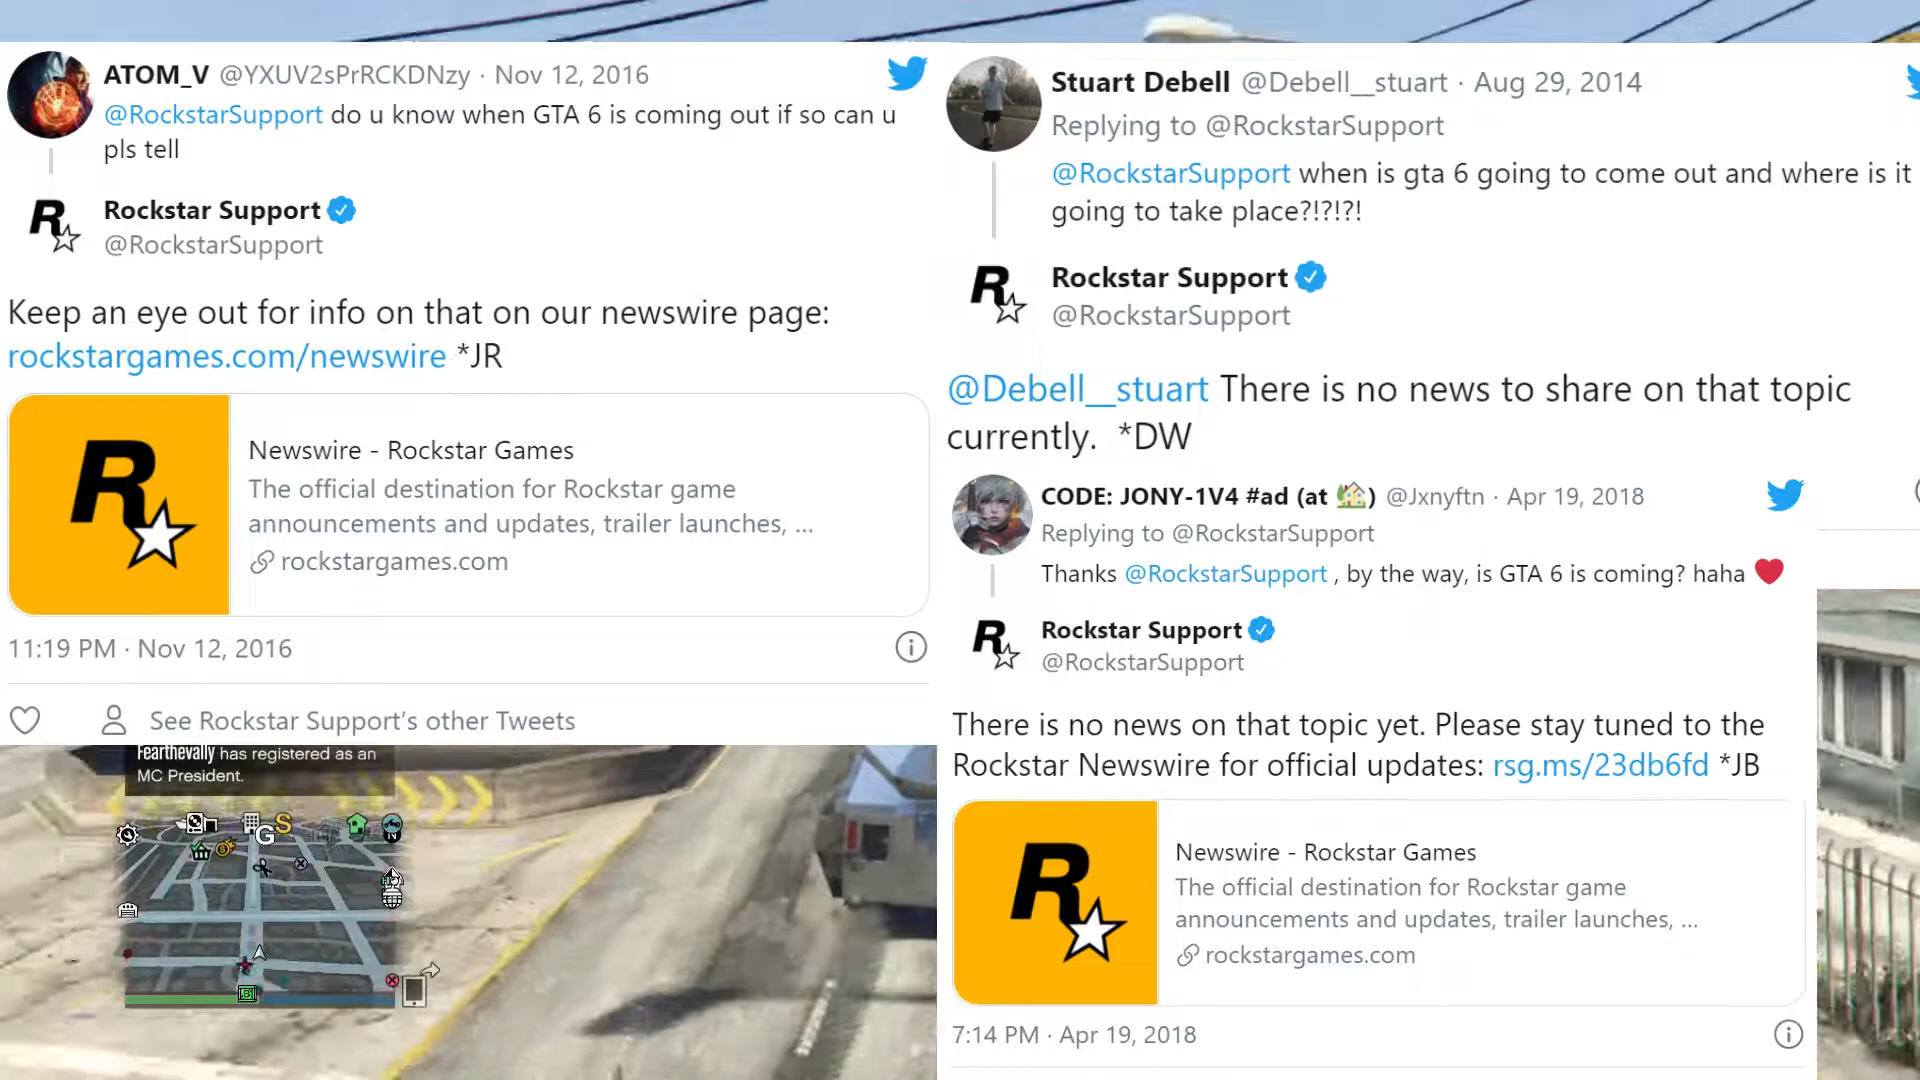 ATOM_V @YXUV2sPrRCKDNzy · Nov 12, 2016
@RockstarSupport do u know when GTA 6 is coming out if so can u
pls tell
Rockstar Support
@RockstarSupport
Keep an eye out for info on that on our newswire page:
rockstargames.com/newswire *JR
R
Newswire - Rockstar Games
The official destination for Rockstar game
announcements and updates, trailer launches, ...
rockstargames.com
11:19 PM · Nov 12, 2016
See Rockstar Support's other Tweets
Fearthevally has registered as an
MC President.
G S
N
Stuart Debell @Debell__stuart · Aug 29, 2014
Replying to @RockstarSupport
@RockstarSupport when is gta 6 going to come out and where is it
going to take place?!?!?!
Rockstar Support
@RockstarSupport
@Debell__stuart There is no news to share on that topic
currently. *DW
CODE: JONY-1V4 #ad (at 🏡) @Jxnyftn · Apr 19, 2018
Replying to @RockstarSupport
Thanks @RockstarSupport , by the way, is GTA 6 is coming? haha ❤️
Rockstar Support
@RockstarSupport
There is no news on that topic yet. Please stay tuned to the
Rockstar Newswire for official updates: rsg.ms/23db6fd *JB
R
Newswire - Rockstar Games
The official destination for Rockstar game
announcements and updates, trailer launches, ...
rockstargames.com
7:14 PM · Apr 19, 2018